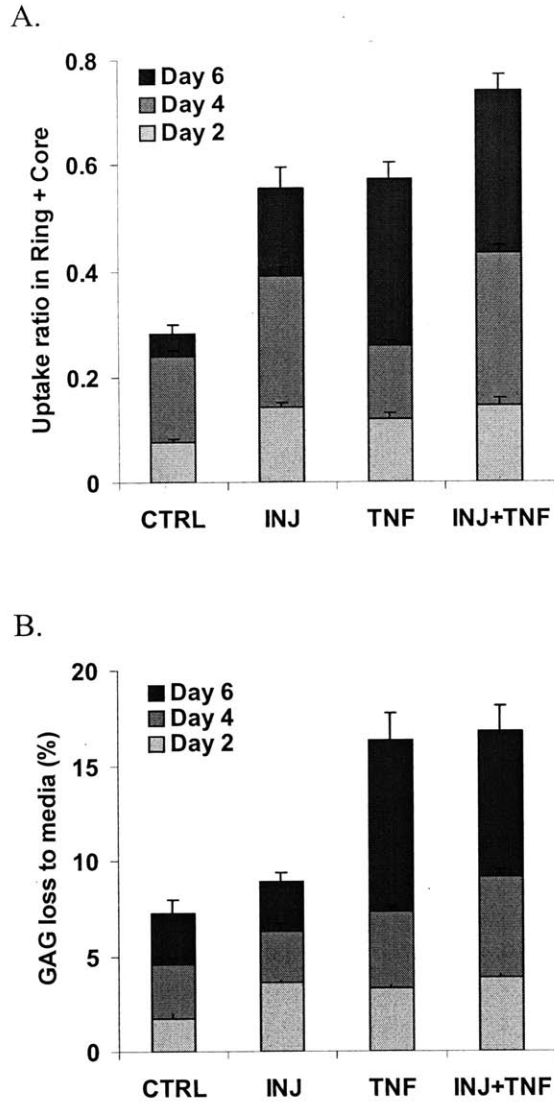 A.
0.8
0.6
0.4
0.2
0
Uptake ratio in Ring + Core
Day 6
Day 4
Day 2
CTRL INJ TNF INJ+TNF
B.
20
15
10
5
0
GAG loss to media (%)
Day 6
Day 4
Day 2
CTRL INJ TNF INJ+TNF